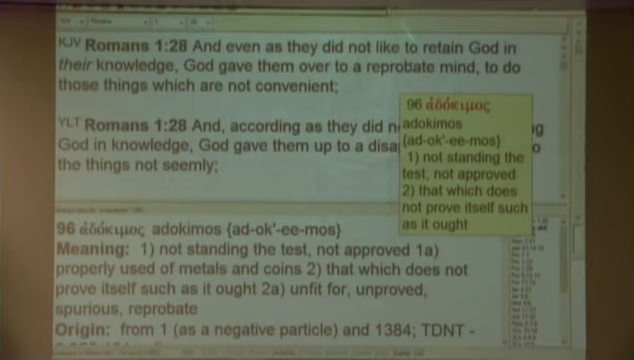 KJV Romans 1:28 And even as they did not like to retain God in
their knowledge, God gave them over to a reprobate mind, to do
those things which are not convenient;
YLT Romans 1:28 And, according as they did n
God in knowledge, God gave them up to a disa
the things not seemly;
96 ἀδόκιμος
adokimos
{ad-ok'-ee-mos}
1) not standing the
test, not approved
2) that which does
not prove itself such
as it ought
96 ἀδόκιμος adokimos {ad-ok'-ee-mos}
Meaning: 1) not standing the test, not approved 1a)
properly used of metals and coins 2) that which does not
prove itself such as it ought 2a) unfit for, unproved,
spurious, reprobate
Origin: from 1 (as a negative particle) and 1384; TDNT -